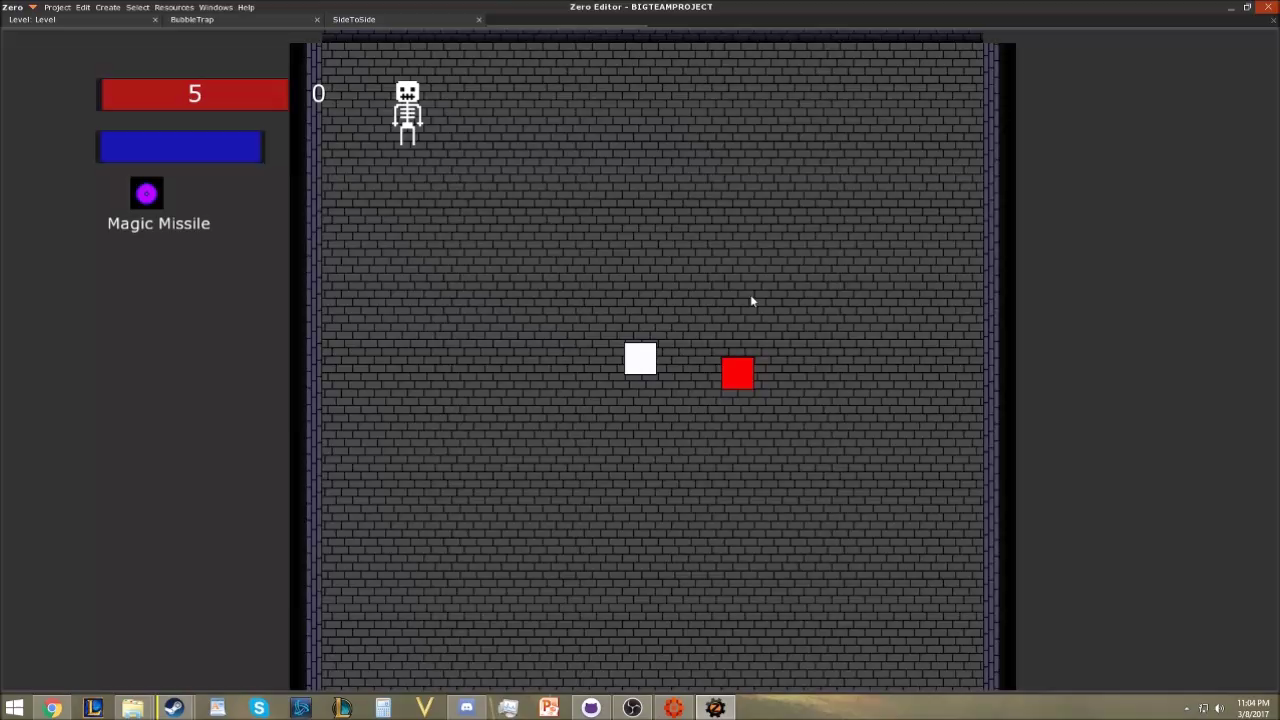 Zero Project Edit Create Select Resources Windows Help
Zero Editor - BIGTEAMPROJECT
Level: Level
BubbleTrap
SideToSide
5
0
Magic Missile
11:04 PM
3/8/2017